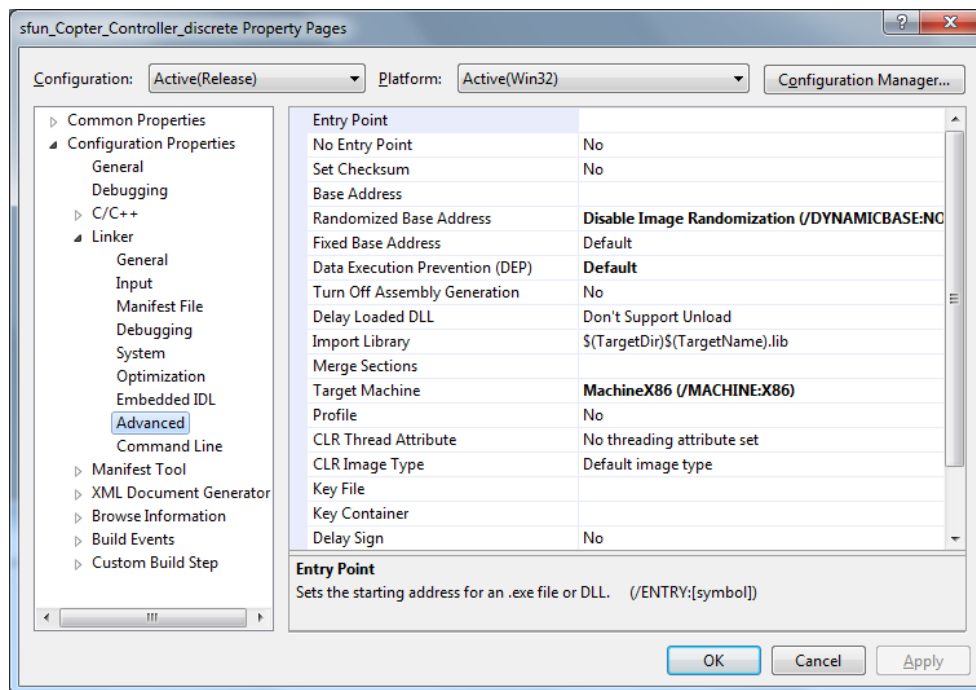 sfun_Copter_Controller_discrete Property Pages
Configuration: Active(Release) Platform: Active(Win32) Configuration Manager...
Common Properties
Configuration Properties
General
Debugging
C/C++
Linker
General
Input
Manifest File
Debugging
System
Optimization
Embedded IDL
Advanced
Command Line
Manifest Tool
XML Document Generator
Browse Information
Build Events
Custom Build Step
Entry Point
No Entry Point No
Set Checksum No
Base Address
Randomized Base Address Disable Image Randomization (/DYNAMICBASE:NO
Fixed Base Address Default
Data Execution Prevention (DEP) Default
Turn Off Assembly Generation No
Delay Loaded DLL Don't Support Unload
Import Library $(TargetDir)$(TargetName).lib
Merge Sections
Target Machine MachineX86 (/MACHINE:X86)
Profile No
CLR Thread Attribute No threading attribute set
CLR Image Type Default image type
Key File
Key Container
Delay Sign No
Entry Point
Sets the starting address for an .exe file or DLL. (/ENTRY:[symbol])
OK Cancel Apply